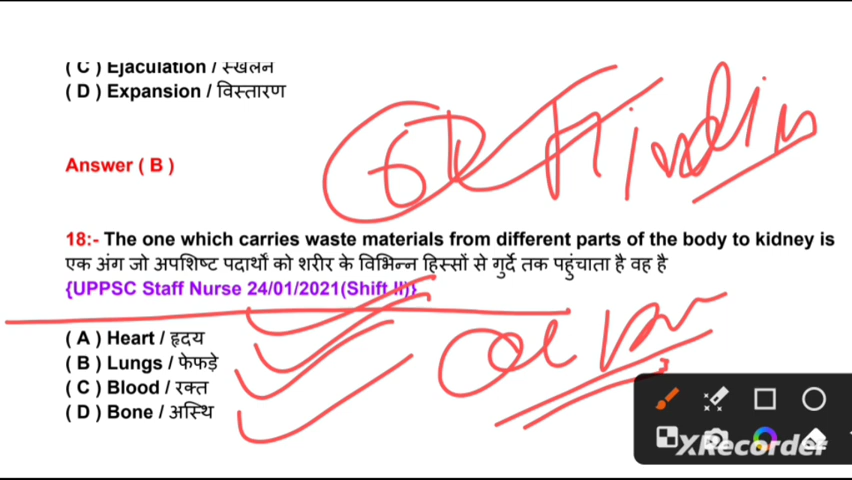 ( C ) Ejaculation / स्खलन
( D ) Expansion / विस्तारण
Answer ( B )
18:- The one which carries waste materials from different parts of the body to kidney is
एक अंग जो अपशिष्ट पदार्थो को शरीर के विभिन्न हिस्सों से गुर्दे तक पहुंचाता है वह है
{UPPSC Staff Nurse 24/01/2021(Shift II)}
( A ) Heart / हृदय
( B ) Lungs / फेफड़े
( C ) Blood / रक्त
( D ) Bone / अस्थि
XRecorder